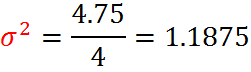 σ² = 4.75/4 = 1.1875